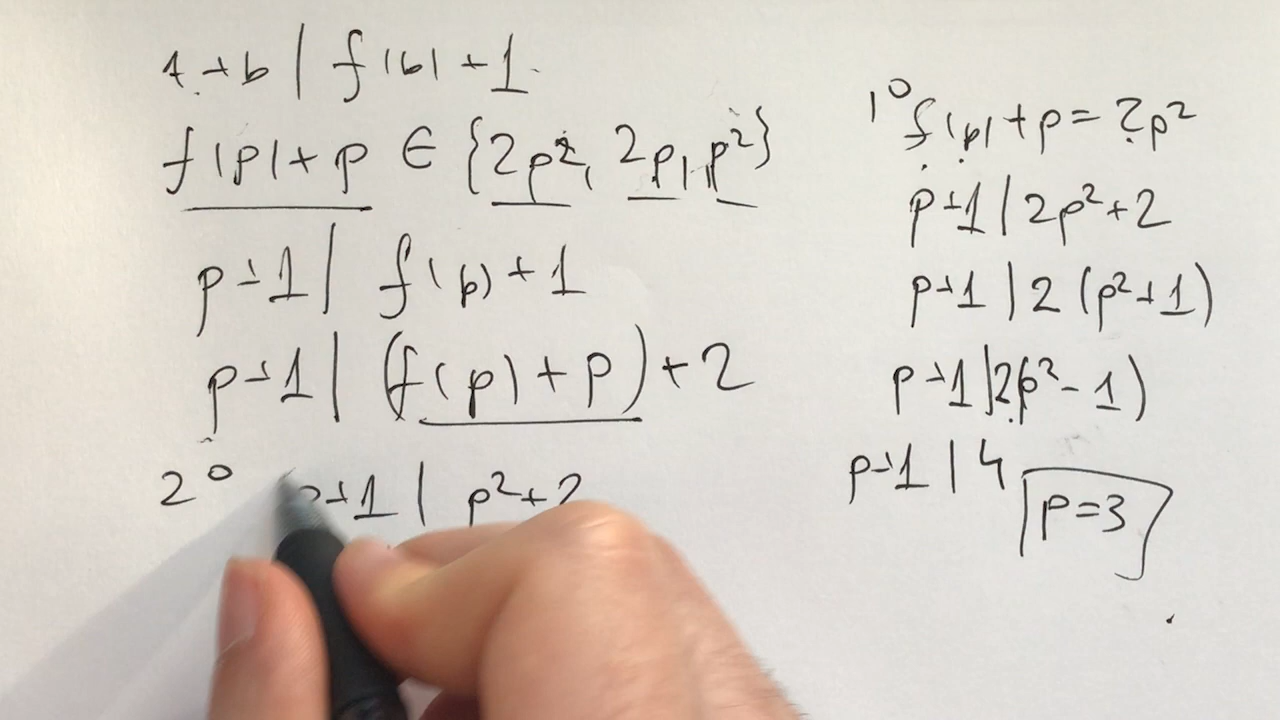 1+b | f(b)+1
f(p)+p ∈ {2p², 2p, p²}
p+1 | f(p)+1
p+1 | (f(p)+p)+2
2° p+1 | p²+2
1° f(p)+p=2p²
p+1 | 2p²+2
p+1 | 2(p²+1)
p+1 | 2(p²-1)
p+1 | 4
p=3